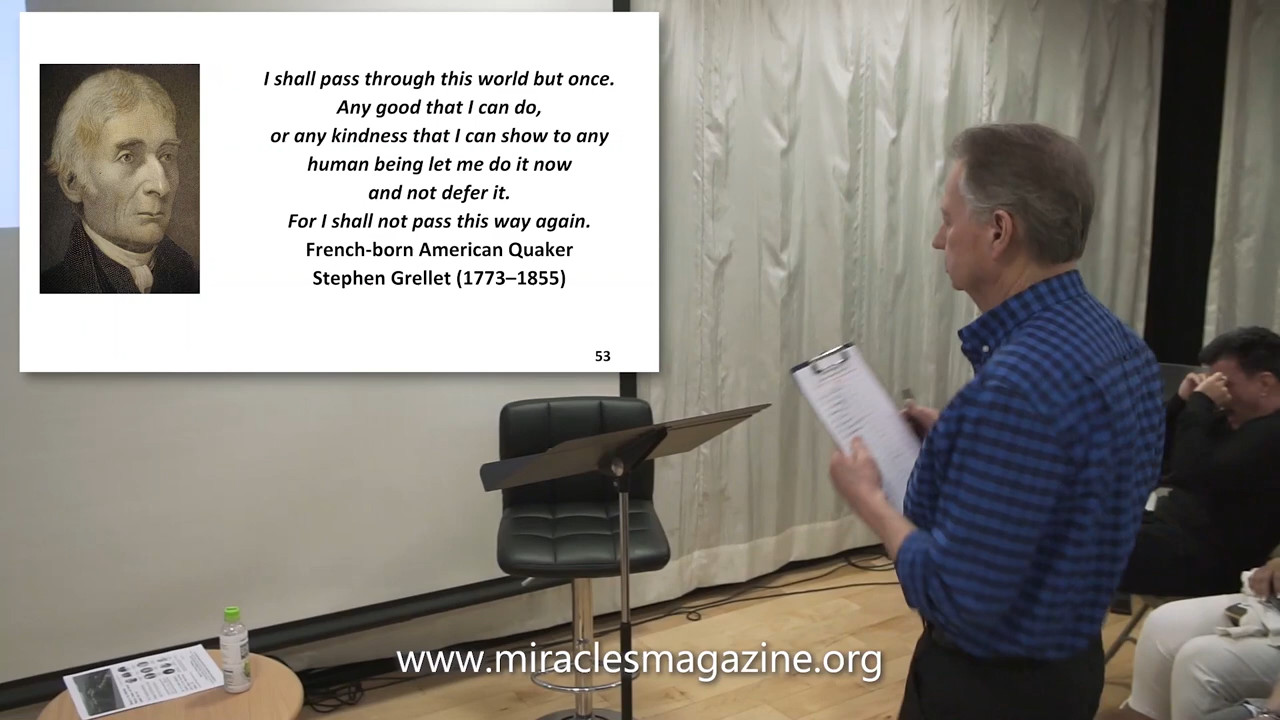 I shall pass through this world but once.
Any good that I can do,
or any kindness that I can show to any
human being let me do it now
and not defer it.
For I shall not pass this way again.
French-born American Quaker
Stephen Grellet (1773–1855)
53
www.miraclesmagazine.org